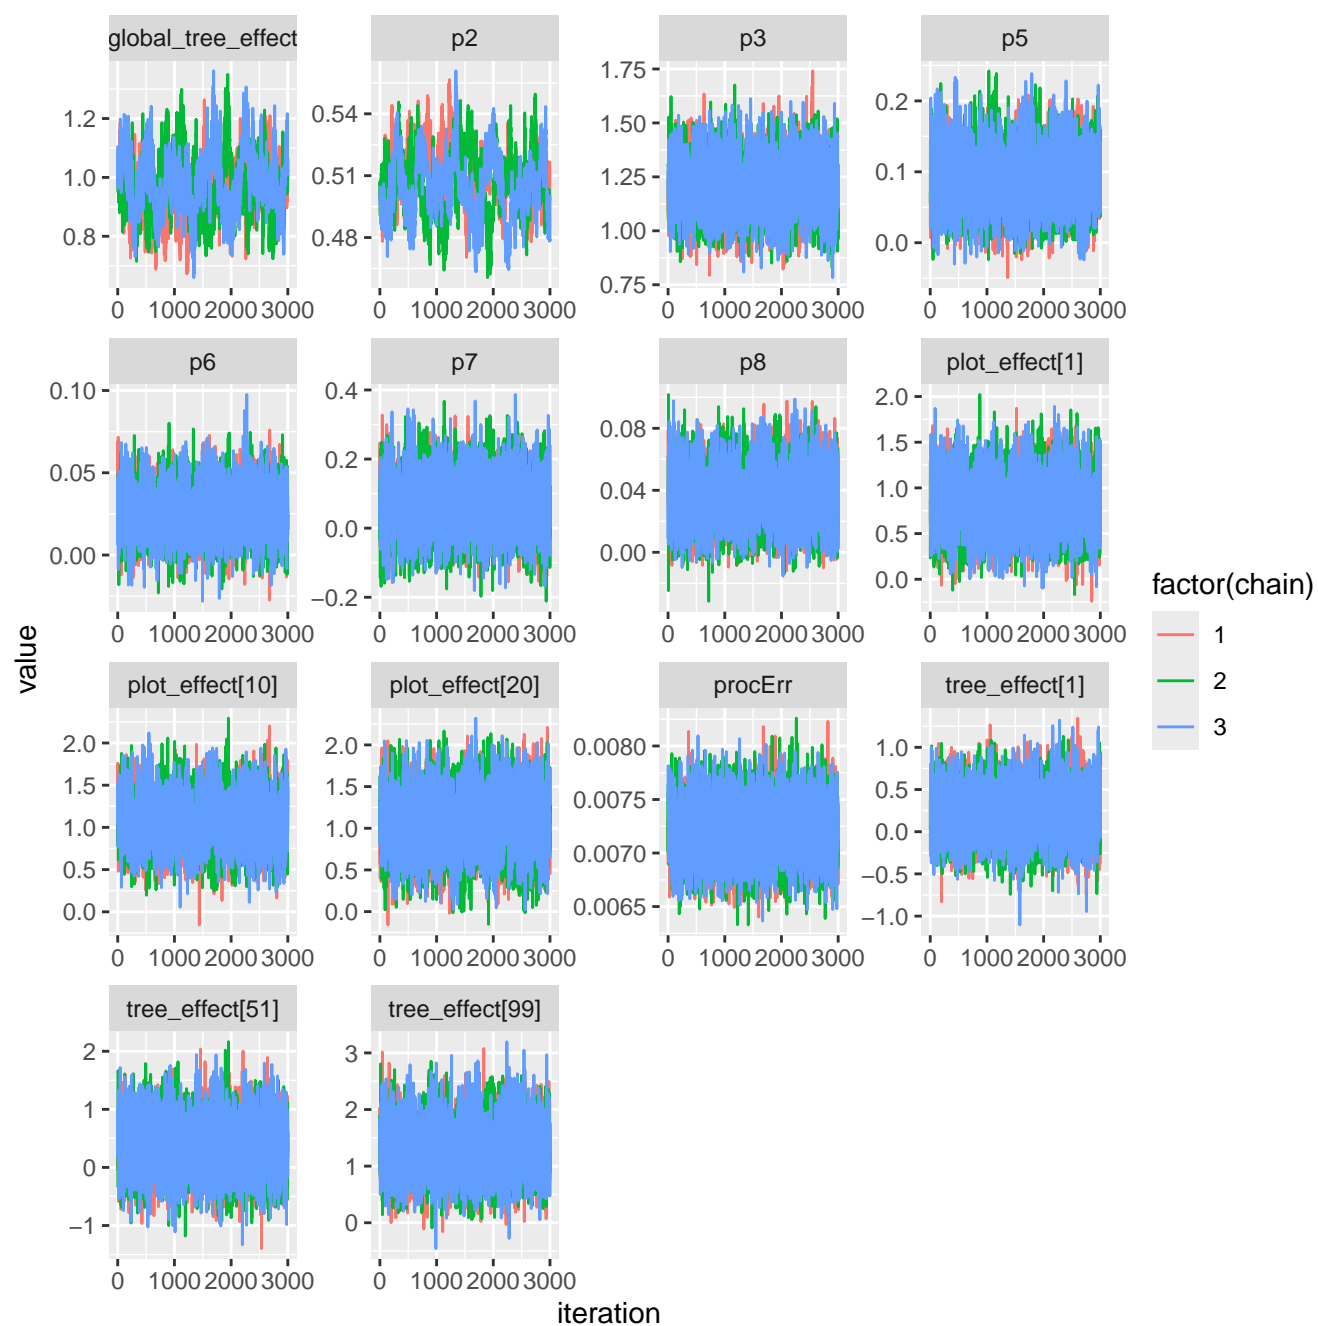 global_tree_effect p2 p3 p5
1.2 1.0 0.8
0.54 0.51 0.48
1.75 1.50 1.25 1.00 0.75
0.2 0.1 0.0
0 1000 2000 3000 0 1000 2000 3000 0 1000 2000 3000 0 1000 2000 3000
p6 p7 p8 plot_effect[1]
0.10 0.05 0.00
0.4 0.2 0.0 −0.2
0.08 0.04 0.00
2.0 1.5 1.0 0.5 0.0
0 1000 2000 3000 0 1000 2000 3000 0 1000 2000 3000 0 1000 2000 3000
plot_effect[10] plot_effect[20] procErr tree_effect[1]
2.0 1.5 1.0 0.5 0.0
2.0 1.5 1.0 0.5 0.0
0.0080 0.0075 0.0070 0.0065
1.0 0.5 0.0 −0.5 −1.0
0 1000 2000 3000 0 1000 2000 3000 0 1000 2000 3000 0 1000 2000 3000
tree_effect[51] tree_effect[99]
2 1 0 −1
3 2 1 0
0 1000 2000 3000 0 1000 2000 3000
iteration
value
factor(chain)
1
2
3